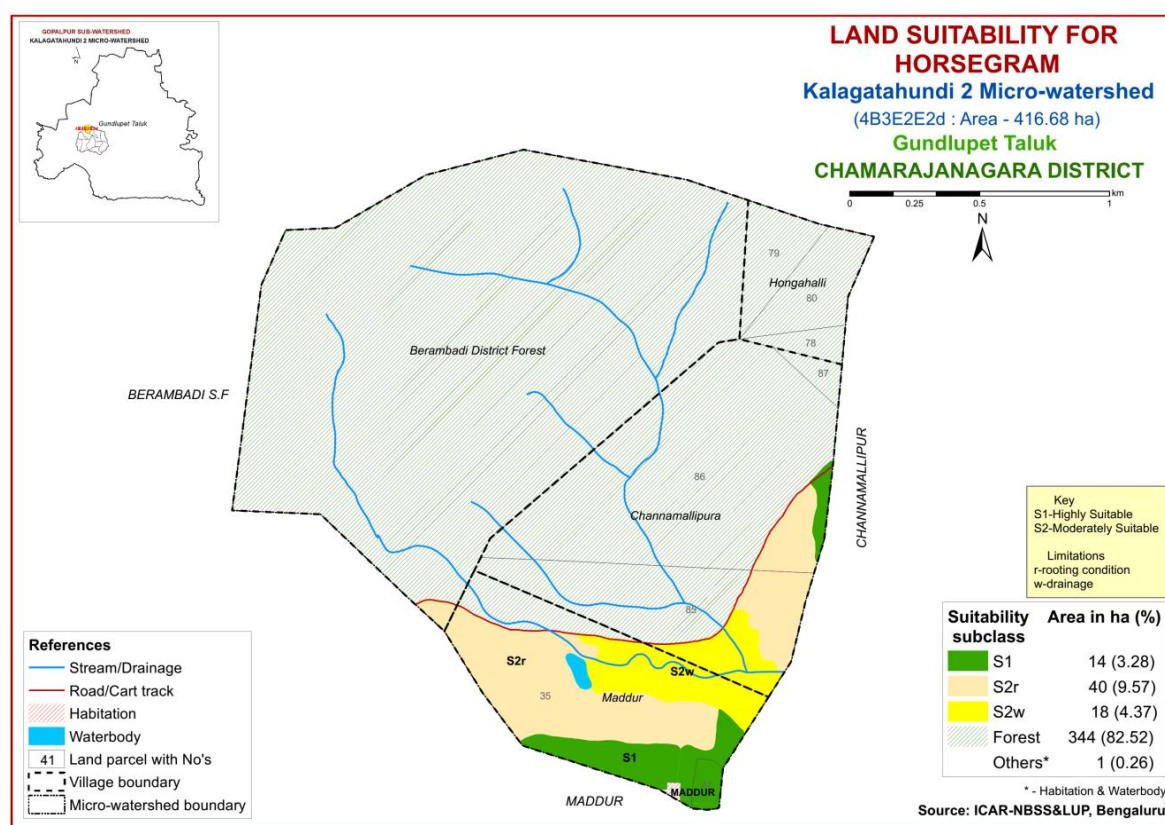 GOPALPUR SUB-WATERSHED
KALAGATAHUNDI 2 MICRO-WATERSHED
N
Gundlupet Taluk
LAND SUITABILITY FOR
HORSEGRAM
Kalagatahundi 2 Micro-watershed
(4B3E2E2d : Area - 416.68 ha)
Gundlupet Taluk
CHAMARAJANAGARA DISTRICT
km
0 0.25 0.5 1
N
79
Hongahalli
60
78
87
Berambadi District Forest
BERAMBADI S.F
CHANNAMALLIPUR
86
Channamallipura
85
S2r
S2w
35
Maddur
S1
MADDUR
MADDUR
Key
S1-Highly Suitable
S2-Moderately Suitable
Limitations
r-rooting condition
w-drainage
Suitability Area in ha (%)
subclass
S1 14 (3.28)
S2r 40 (9.57)
S2w 18 (4.37)
Forest 344 (82.52)
Others* 1 (0.26)
* - Habitation & Waterbody
Source: ICAR-NBSS&LUP, Bengaluru
References
Stream/Drainage
Road/Cart track
Habitation
Waterbody
41 Land parcel with No's
Village boundary
Micro-watershed boundary